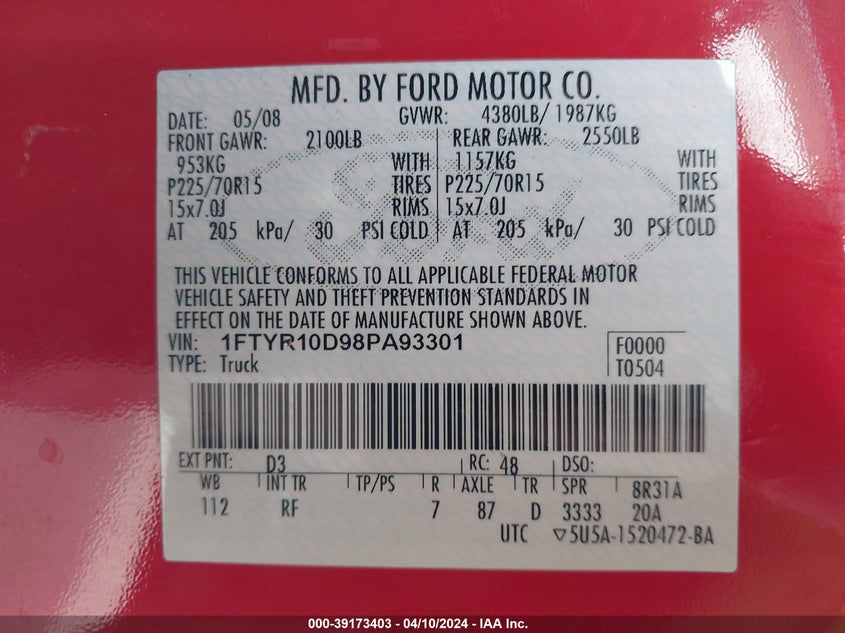 MFD. BY FORD MOTOR CO.
DATE: 05/08 GVWR: 4380LB/ 1987KG
FRONT GAWR: 2100LB REAR GAWR: 2550LB
953KG WITH 1157KG WITH
P225/70R15 TIRES P225/70R15 TIRES
15x7.0J RIMS 15x7.0J RIMS
AT 205 kPa/ 30 PSI COLD AT 205 kPa/ 30 PSI COLD
THIS VEHICLE CONFORMS TO ALL APPLICABLE FEDERAL MOTOR
VEHICLE SAFETY AND THEFT PREVENTION STANDARDS IN
EFFECT ON THE DATE OF MANUFACTURE SHOWN ABOVE.
VIN: 1FTYR10D98PA93301 F0000
TYPE: Truck T0504
EXT PNT: D3 RC: 48 DSO:
WB INT TR TP/PS R AXLE TR SPR 8R31A
112 RF 7 87 D 3333 20A
UTC ▽5U5A-1520472-BA
000-39173403 - 04/10/2024 - IAA Inc.